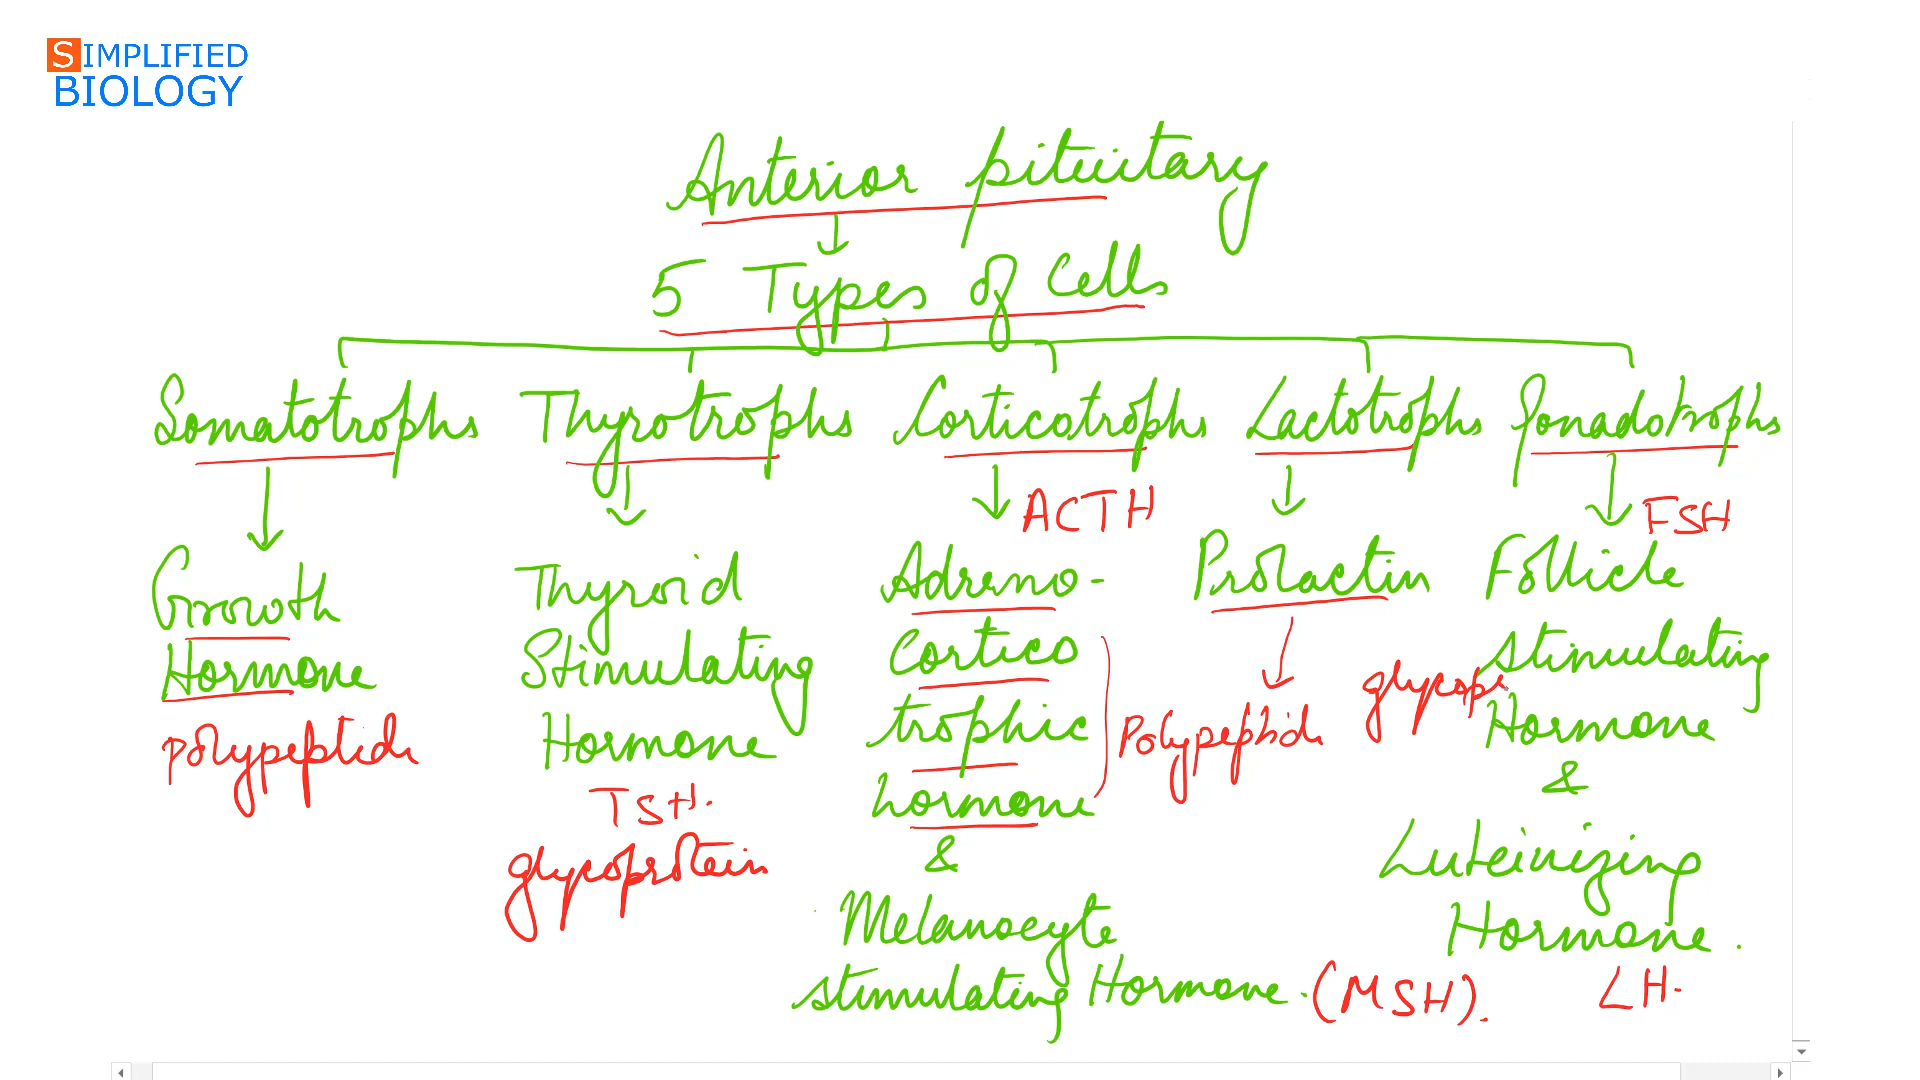 SIMPLIFIED
BIOLOGY
Anterior pituitary
5 Types of Cells
Somatotrophs Thyrotrophs Corticotrophs Lactotrophs Gonadotrophs
Growth
Hormone
polypeptide
Thyroid
Stimulating
Hormone
TSH.
glycoprotein
ACTH
Adreno-
Cortico
trophic
hormone
Polypeptide
&
Melanocyte
stimulating Hormone. (MSH).
Prolactin
FSH
Follicle
stimulating
glycop
Hormone
&
Luteinizing
Hormone.
LH.